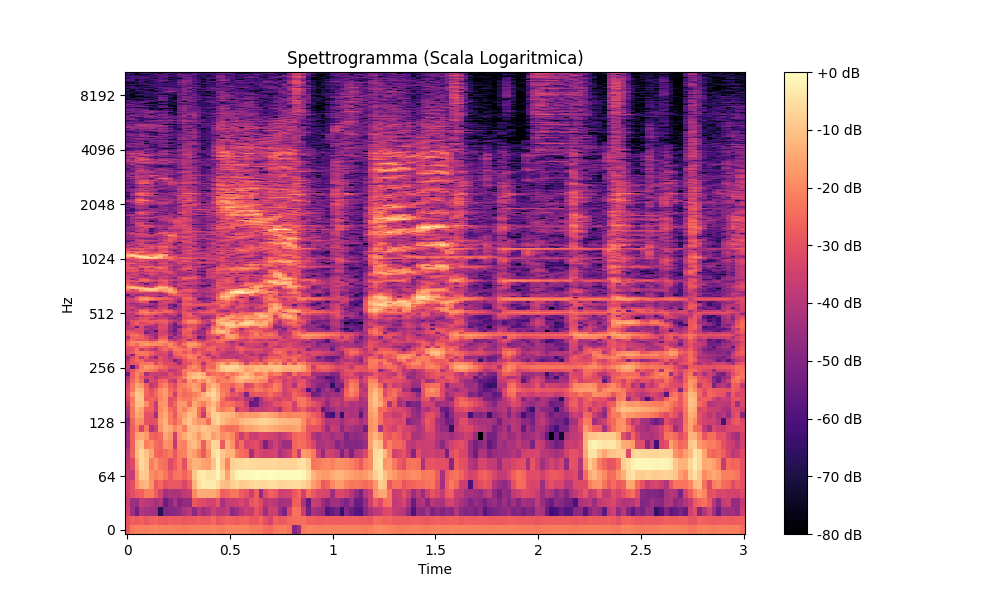 Spettrogramma (Scala Logaritmica)
Hz
8192
4096
2048
1024
512
256
128
64
0
0 0.5 1 1.5 2 2.5 3
Time
+0 dB
-10 dB
-20 dB
-30 dB
-40 dB
-50 dB
-60 dB
-70 dB
-80 dB